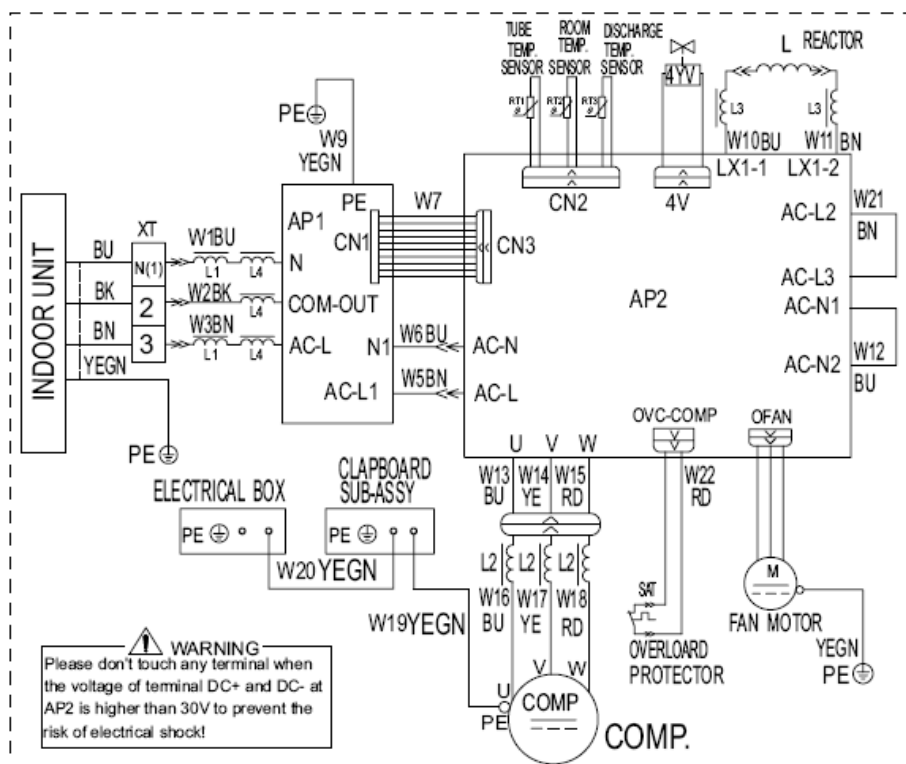 TUBE TEMP. SENSOR
ROOM TEMP. SENSOR
DISCHARGE TEMP. SENSOR
RT1 θ
RT2 θ
RT3 θ
4YV
L REACTOR
L3
L3
W10 BU
W11 BN
LX1-1
LX1-2
PE
W9
YEGN
PE
W7
CN2
4V
AC-L2
W21
BN
AP1
CN1
CN3
AC-L3
INDOOR UNIT
BU
XT
N(1)
W1BU
L1
L4
N
AP2
AC-N1
BK
2
W2BK
L4
COM-OUT
BN
3
W3BN
L1
L4
AC-L
N1
W6BU
AC-N
AC-N2
W12
BU
YEGN
AC-L1
W5BN
AC-L
PE
OVC-COMP
OFAN
U
V
W
ELECTRICAL BOX
CLAPBOARD
SUB-ASSY
W13
BU
W14
YE
W15
RD
W22
RD
PE
PE
W20YEGN
L2
L2
L2
W16
BU
W17
YE
W18
RD
W19YEGN
SAT
OVERLOARD
PROTECTOR
M
FAN MOTOR
YEGN
PE
WARNING
Please don't touch any terminal when
the voltage of terminal DC+ and DC- at
AP2 is higher than 30V to prevent the
risk of electrical shock!
U
V
W
PE
COMP
COMP.